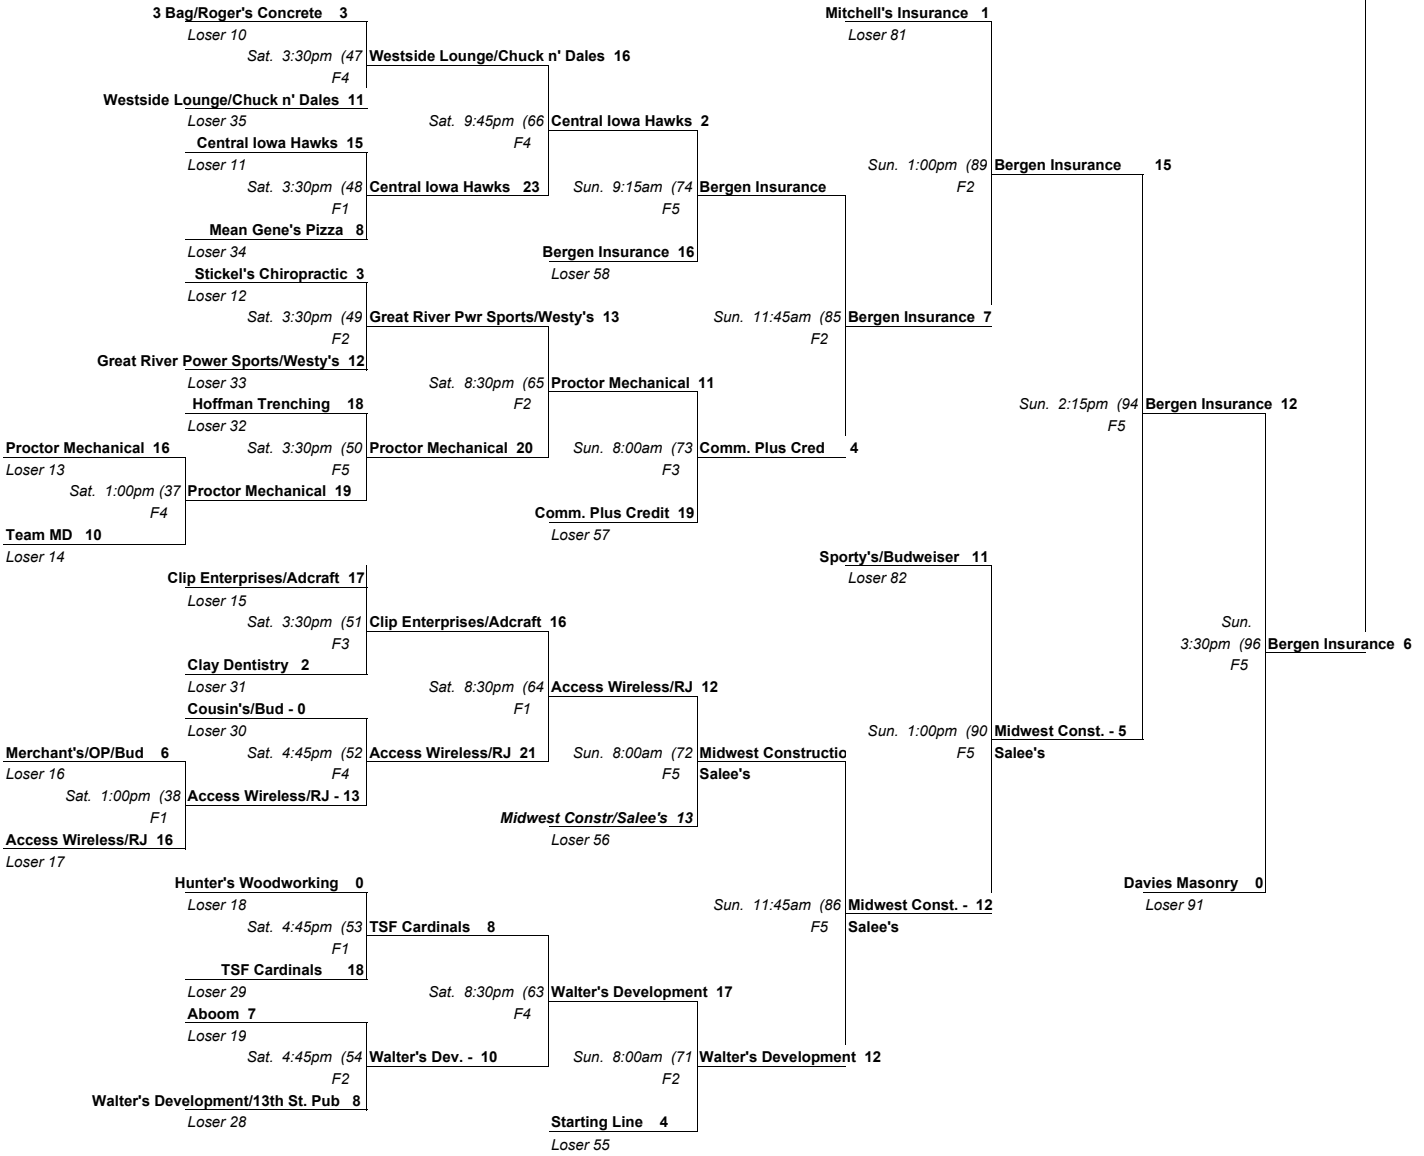 3 Bag/Roger's Concrete 3 Mitchell's Insurance 1
Loser 10 Loser 81
Sat. 3:30pm (47 Westside Lounge/Chuck n' Dales 16
F4
Westside Lounge/Chuck n' Dales 11
Loser 35 Sat. 9:45pm (66 Central Iowa Hawks 2
Central Iowa Hawks 15 F4
Loser 11 Sun. 1:00pm (89 Bergen Insurance 15
Sat. 3:30pm (48 Central Iowa Hawks 23 Sun. 9:15am (74 Bergen Insurance F2
F1 F5
Mean Gene's Pizza 8
Loser 34 Bergen Insurance 16
Stickel's Chiropractic 3 Loser 58
Loser 12
Sat. 3:30pm (49 Great River Pwr Sports/Westy's 13 Sun. 11:45am (85 Bergen Insurance 7
F2 F2
Great River Power Sports/Westy's 12
Loser 33 Sat. 8:30pm (65 Proctor Mechanical 11
Hoffman Trenching 18 F2 Sun. 2:15pm (94 Bergen Insurance 12
Loser 32 F5
Proctor Mechanical 16 Sat. 3:30pm (50 Proctor Mechanical 20 Sun. 8:00am (73 Comm. Plus Cred 4
Loser 13 F5 F3
Sat. 1:00pm (37 Proctor Mechanical 19
F4 Comm. Plus Credit 19
Team MD 10 Loser 57
Loser 14 Sporty's/Budweiser 11
Clip Enterprises/Adcraft 17 Loser 82
Loser 15
Sat. 3:30pm (51 Clip Enterprises/Adcraft 16 Sun.
F3 3:30pm (96 Bergen Insurance 6
Clay Dentistry 2 F5
Loser 31 Sat. 8:30pm (64 Access Wireless/RJ 12
Cousin's/Bud - 0 F1
Loser 30 Sun. 1:00pm (90 Midwest Const. - 5
Merchant's/OP/Bud 6 Sat. 4:45pm (52 Access Wireless/RJ 21 Sun. 8:00am (72 Midwest Constructio F5 Salee's
Loser 16 F4 F5 Salee's
Sat. 1:00pm (38 Access Wireless/RJ - 13
F1 Midwest Constr/Salee's 13
Access Wireless/RJ 16 Loser 56
Loser 17
Hunter's Woodworking 0 Davies Masonry 0
Loser 18 Sun. 11:45am (86 Midwest Const. - 12 Loser 91
Sat. 4:45pm (53 TSF Cardinals 8 F5 Salee's
F1
TSF Cardinals 18
Loser 29 Sat. 8:30pm (63 Walter's Development 17
Aboom 7 F4
Loser 19
Sat. 4:45pm (54 Walter's Dev. - 10 Sun. 8:00am (71 Walter's Development 12
F2 F2
Walter's Development/13th St. Pub 8
Loser 28 Starting Line 4
Loser 55